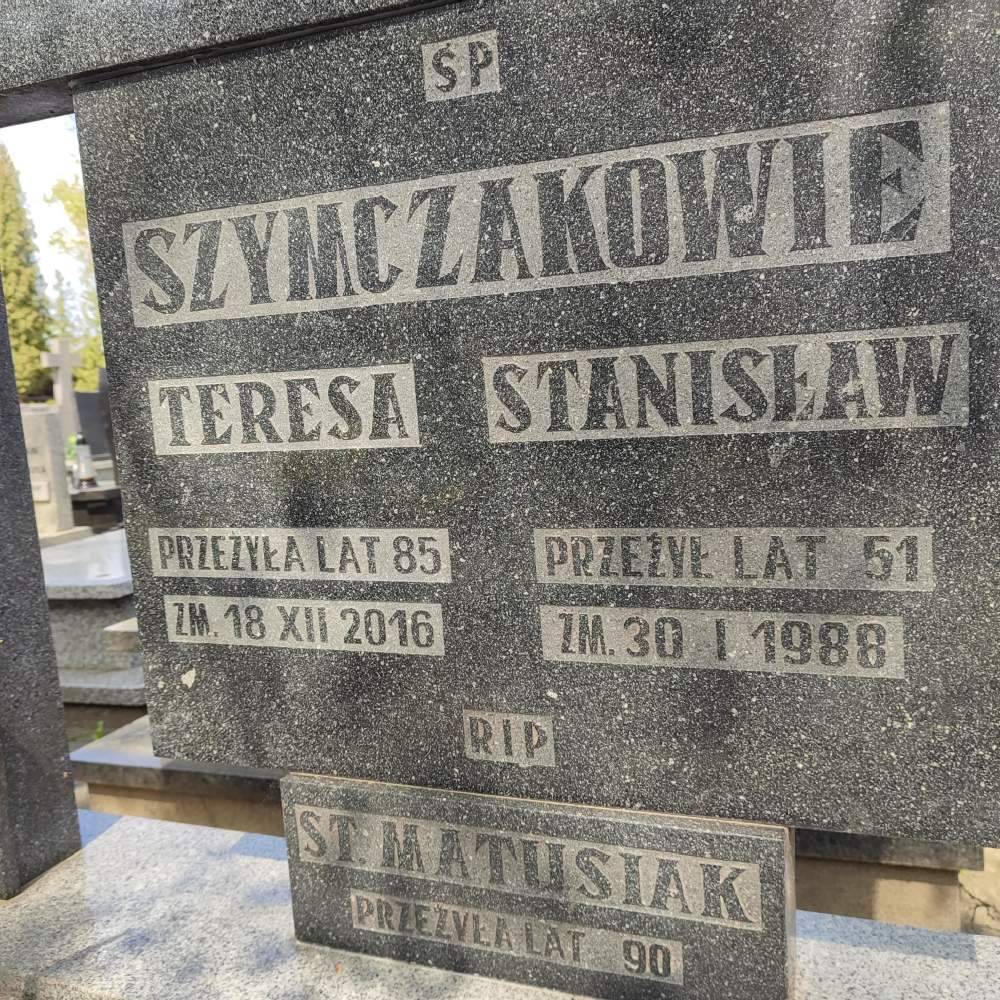 ŚP
SZYMCZAKOWIE
TERESA STANISŁAW
PRZEŻYŁA LAT 85 PRZEŻYŁ LAT 51
ZM. 18 XII 2016 ZM. 30 I 1988
RIP
ST. MATUSIAK
PRZEŻYŁA LAT 90